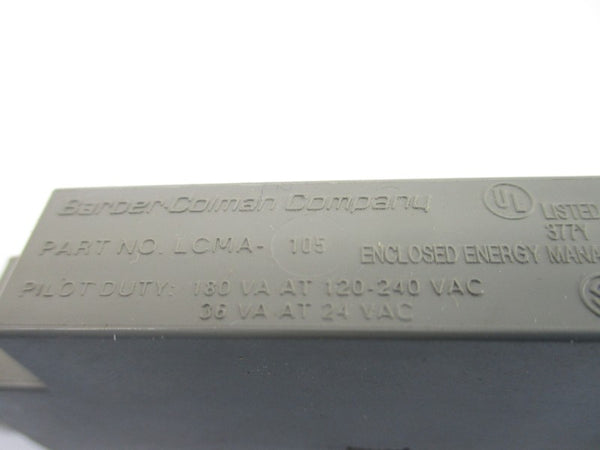 Barber-Colman Company
PART NO. LCMA- 105
PILOT DUTY: 180 VA AT 120-240 VAC
36 VA AT 24 VAC
UL LISTED
377Y
ENCLOSED ENERGY MANA